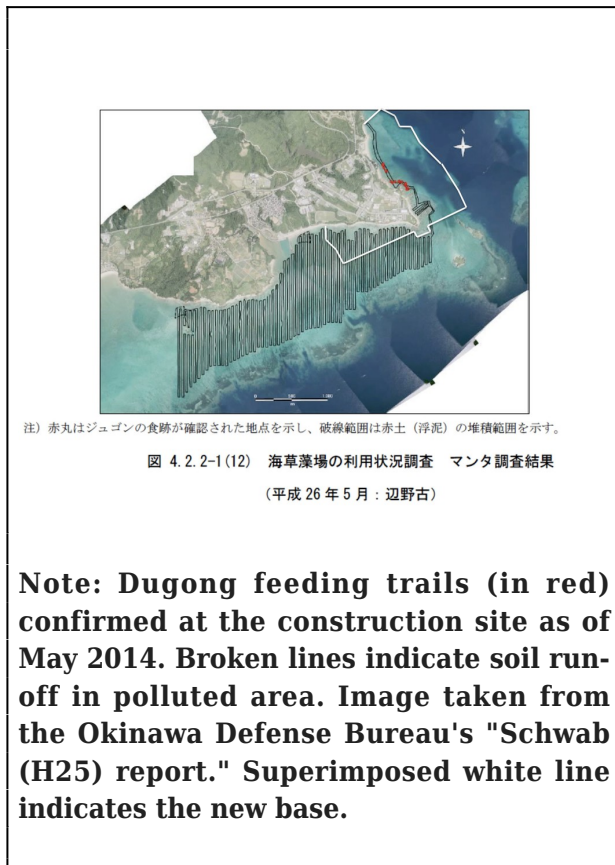 注）赤丸はジュゴンの食跡が確認された地点を示し、破線範囲は赤土（浮泥）の堆積範囲を示す。
図 4.2.2-1(12) 海草藻場の利用状況調査 マンタ調査結果
（平成 26 年 5 月：辺野古）
Note: Dugong feeding trails (in red)
confirmed at the construction site as of
May 2014. Broken lines indicate soil run-
off in polluted area. Image taken from
the Okinawa Defense Bureau's "Schwab
(H25) report." Superimposed white line
indicates the new base.